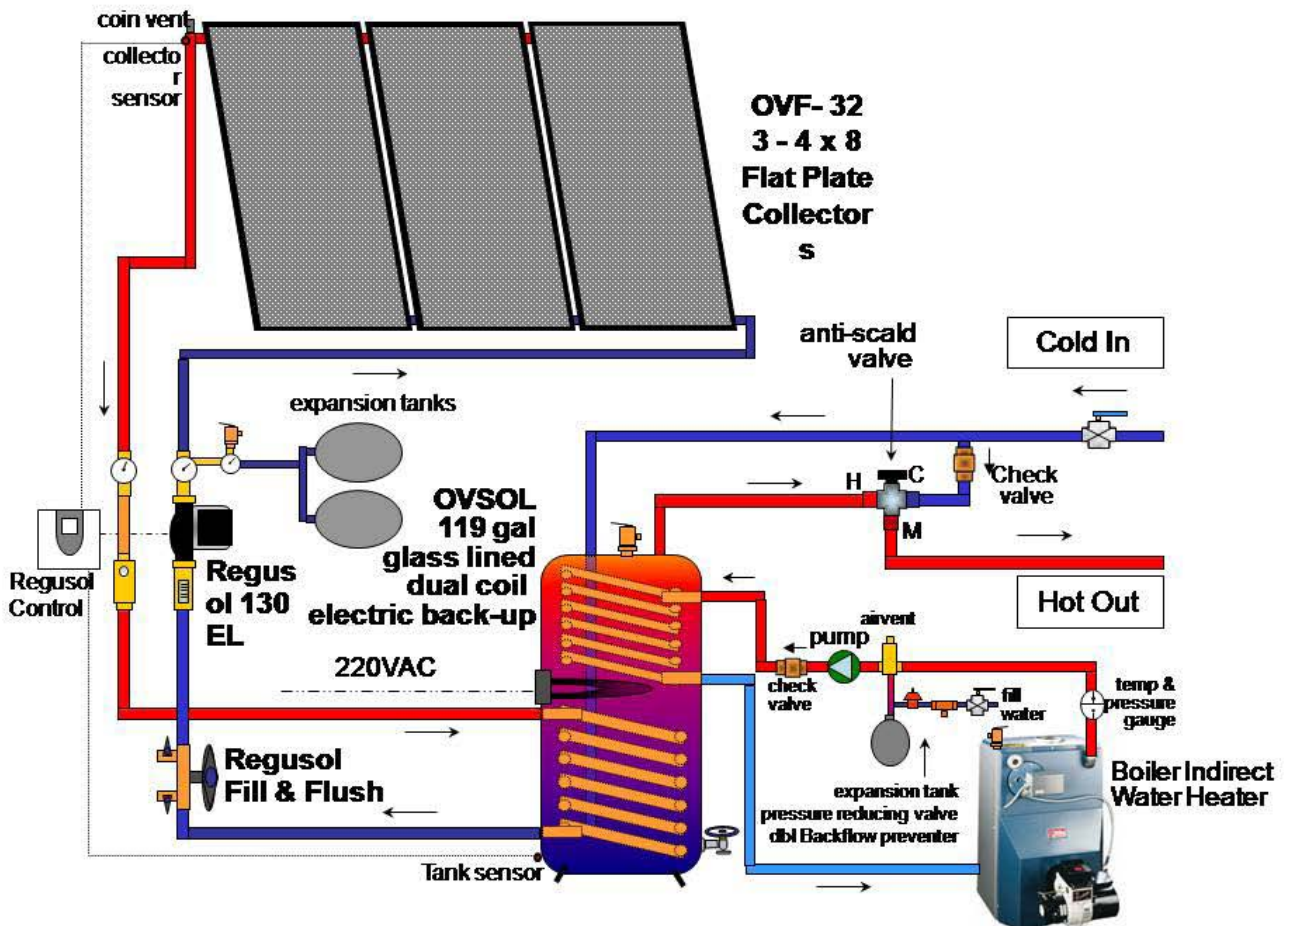 coin vent
collecto
r
sensor
OVF- 32
3 - 4 x 8
Flat Plate
Collector
s
anti-scald
valve
Cold In
expansion tanks
H
C
M
Check
valve
OVSOL
119 gal
glass lined
dual coil
electric back-up
Regusol
Control
Regus
ol 130
EL
Hot Out
220VAC
airvent
pump
check
valve
fill
water
temp &
pressure
gauge
Regusol
Fill & Flush
expansion tank
pressure reducing valve
dbl Backflow preventer
Boiler Indirect
Water Heater
Tank sensor